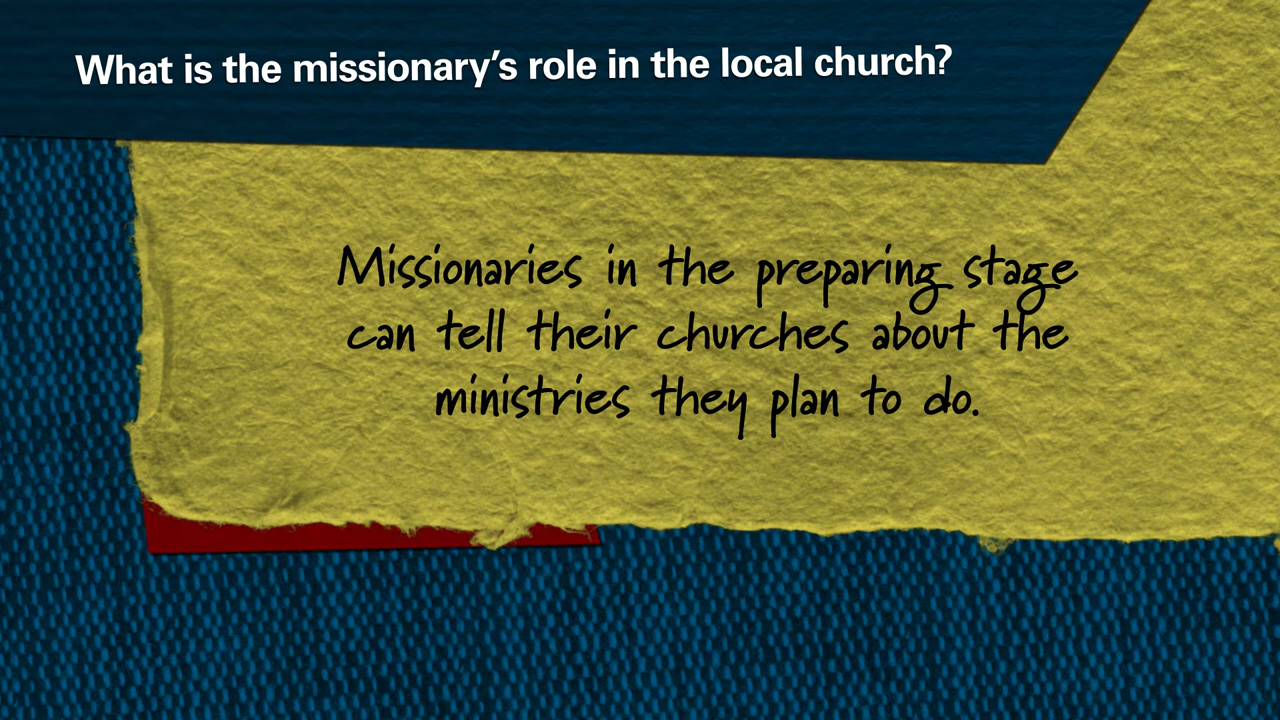 What is the missionary's role in the local church?
Missionaries in the preparing stage
can tell their churches about the
ministries they plan to do.